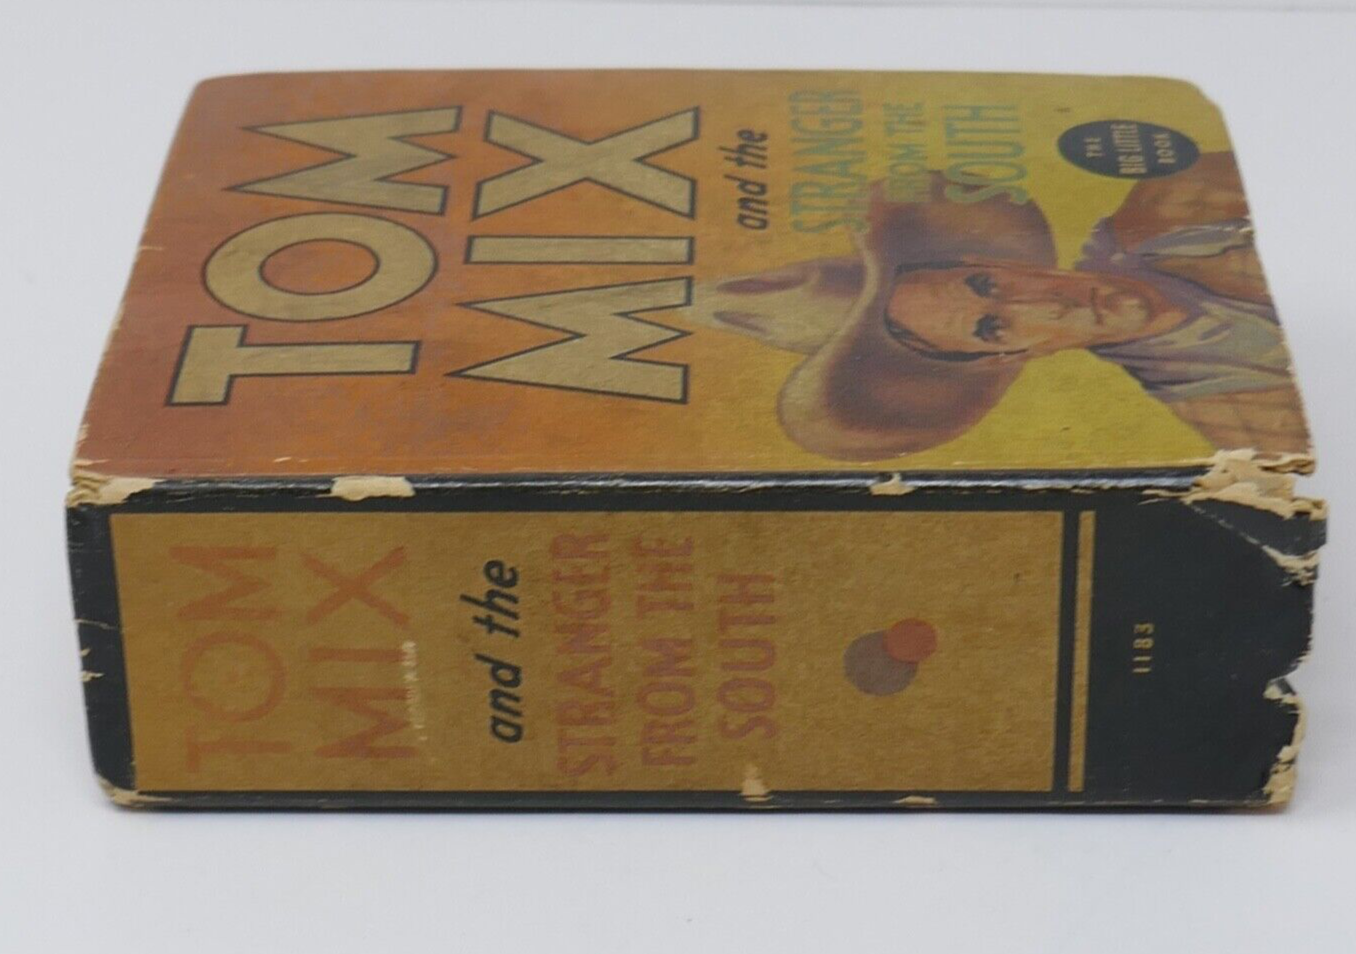 TOM
MIX
and the
STRANGER
FROM THE
SOUTH
THE
BIG LITTLE
BOOK
TOM
MIX
and the
STRANGER
FROM THE
SOUTH
1183